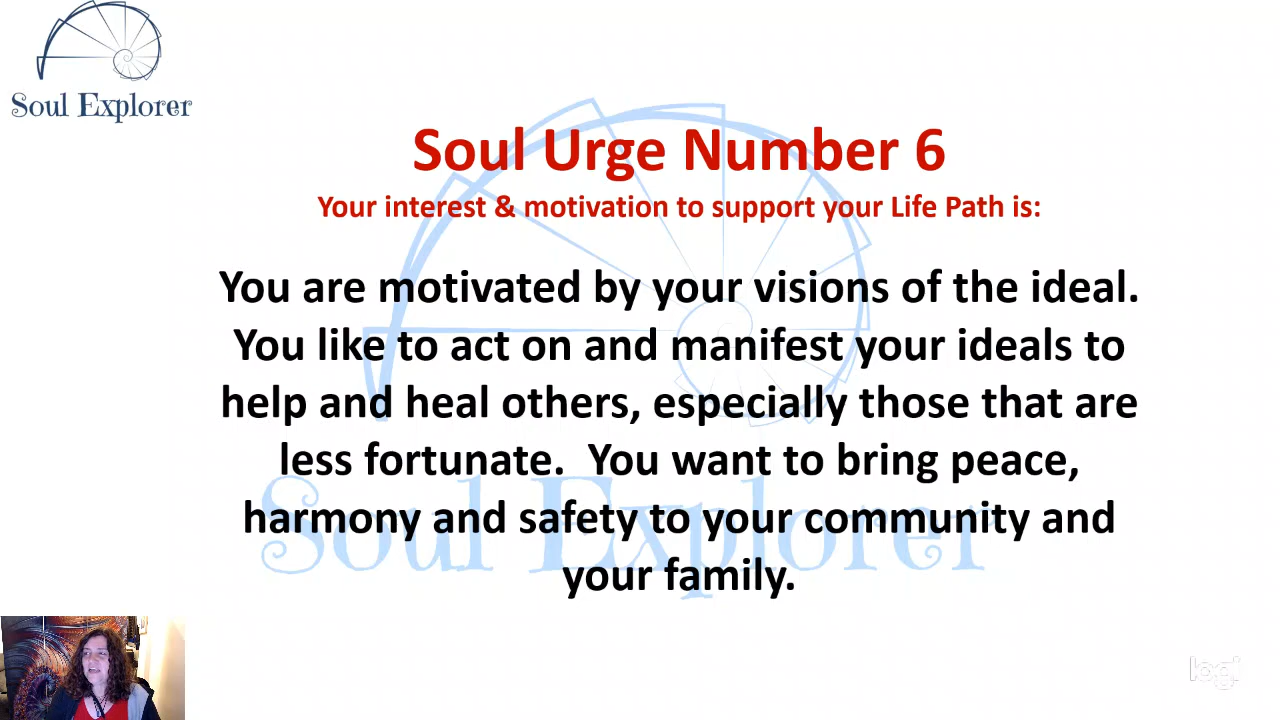 Soul Explorer
Soul Urge Number 6
Your interest & motivation to support your Life Path is:
You are motivated by your visions of the ideal.
You like to act on and manifest your ideals to
help and heal others, especially those that are
less fortunate.  You want to bring peace,
harmony and safety to your community and
your family.
Soul Explorer
logi